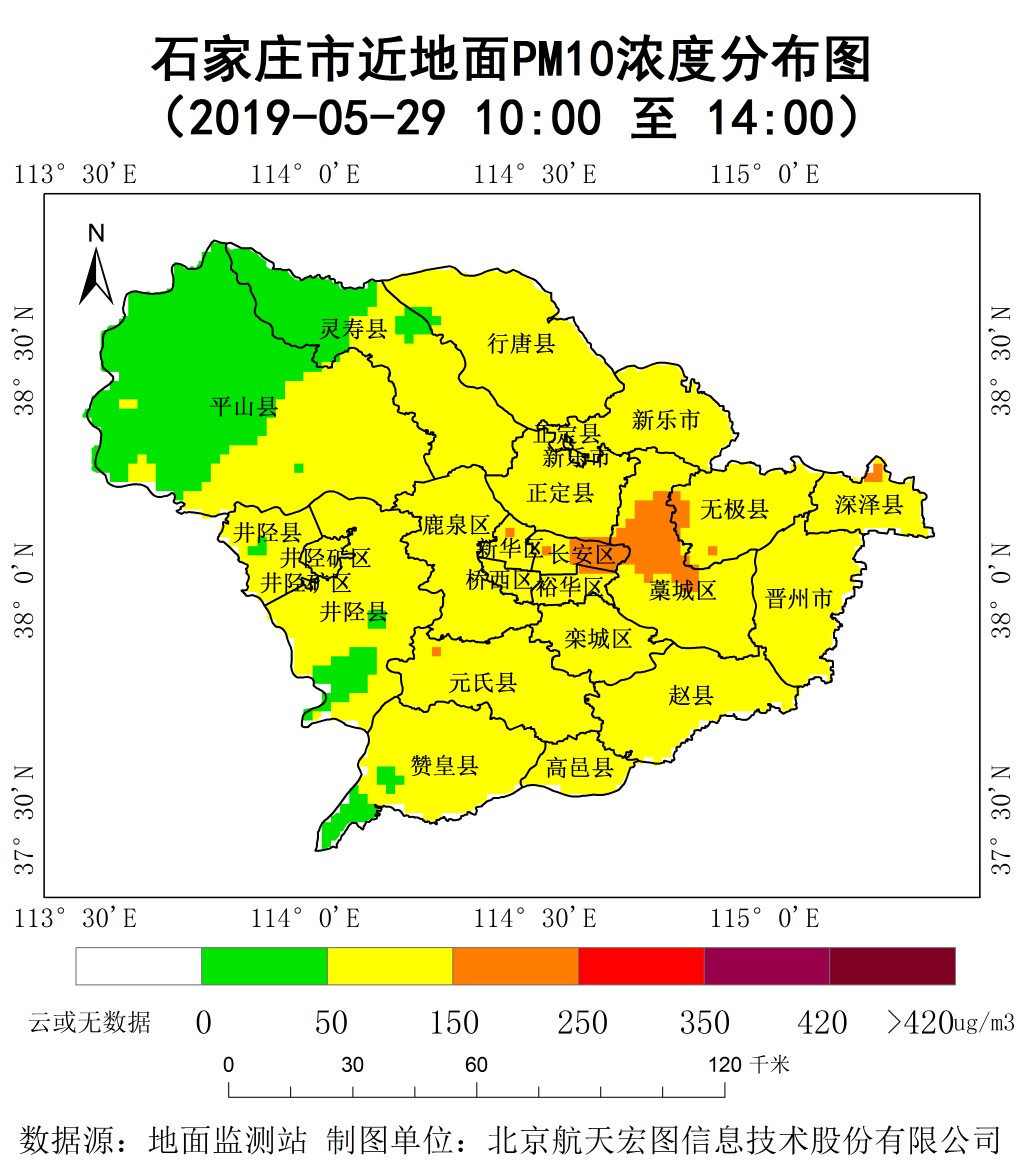 石家庄市近地面PM10浓度分布图
（2019-05-29 10:00 至 14:00）
113° 30'E 114° 0'E 114° 30'E 115° 0'E
N
38° 30'N
38° 0'N
37° 30'N
38° 30'N
38° 0'N
37° 30'N
灵寿县
行唐县
平山县
新乐市
正定县
新乐市
正定县
无极县
深泽县
鹿泉区
井陉县
新华区
长安区
井陉矿区
井陉矿区
桥西区
裕华区
藁城区
晋州市
井陉县
栾城区
元氏县
赵县
赞皇县
高邑县
113° 30'E 114° 0'E 114° 30'E 115° 0'E
云或无数据 0 50 150 250 350 420 >420ug/m3
0 30 60 120 千米
数据源：地面监测站 制图单位：北京航天宏图信息技术股份有限公司